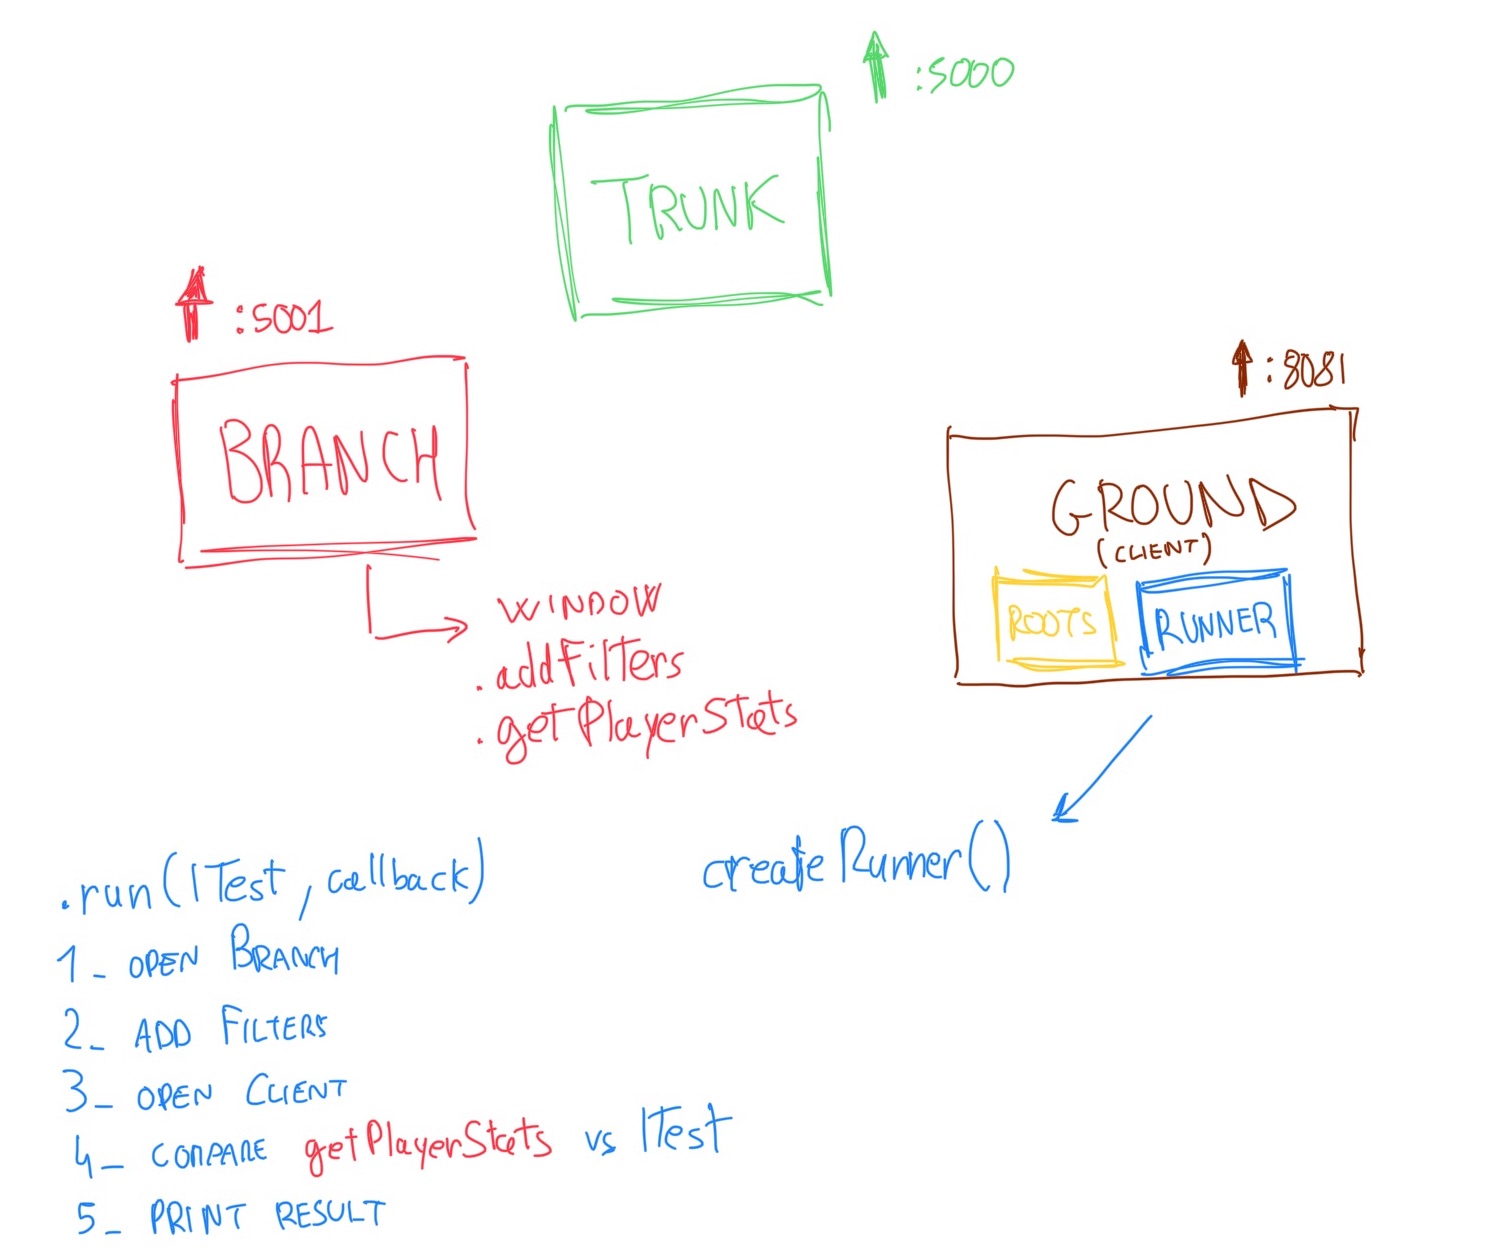 :5000
TRUNK
:5001
BRANCH
:8081
GROUND
(CLIENT)
ROOTS RUNNER
WINDOW
.addFilters
.getPlayerStats
.run(ITest, callback)
createRunner()
1_ OPEN BRANCH
2_ ADD FILTERS
3_ OPEN CLIENT
4_ COMPARE getPlayerStats vs ITest
5_ PRINT RESULT